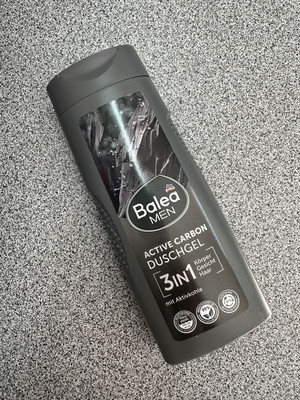 Balea
MEN
ACTIVE CARBON
DUSCHGEL
3IN1
Körper
Gesicht
Haar
mit Aktivkohle